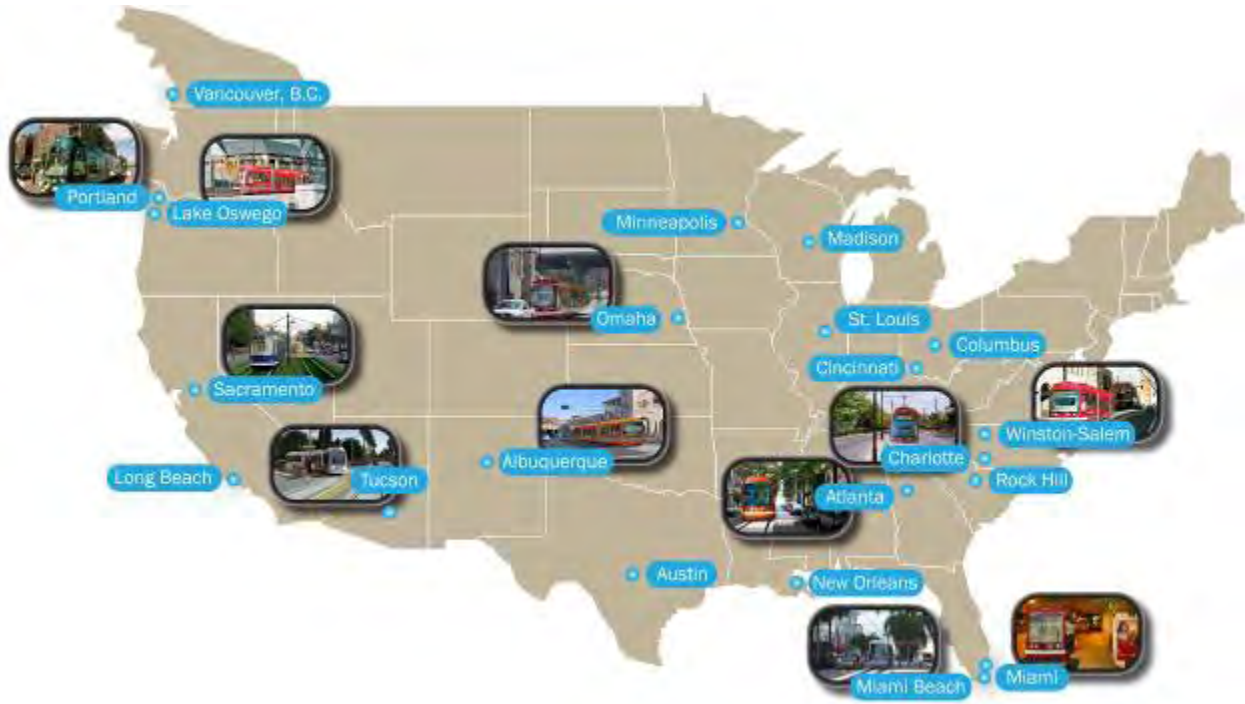 Vancouver, B.C.
Portland
Lake Oswego
Minneapolis
Madison
Omaha
St. Louis
Columbus
Cincinnati
Sacramento
Winston-Salem
Charlotte
Albuquerque
Long Beach
Tucson
Rock Hill
Atlanta
Austin
New Orleans
Miami
Miami Beach